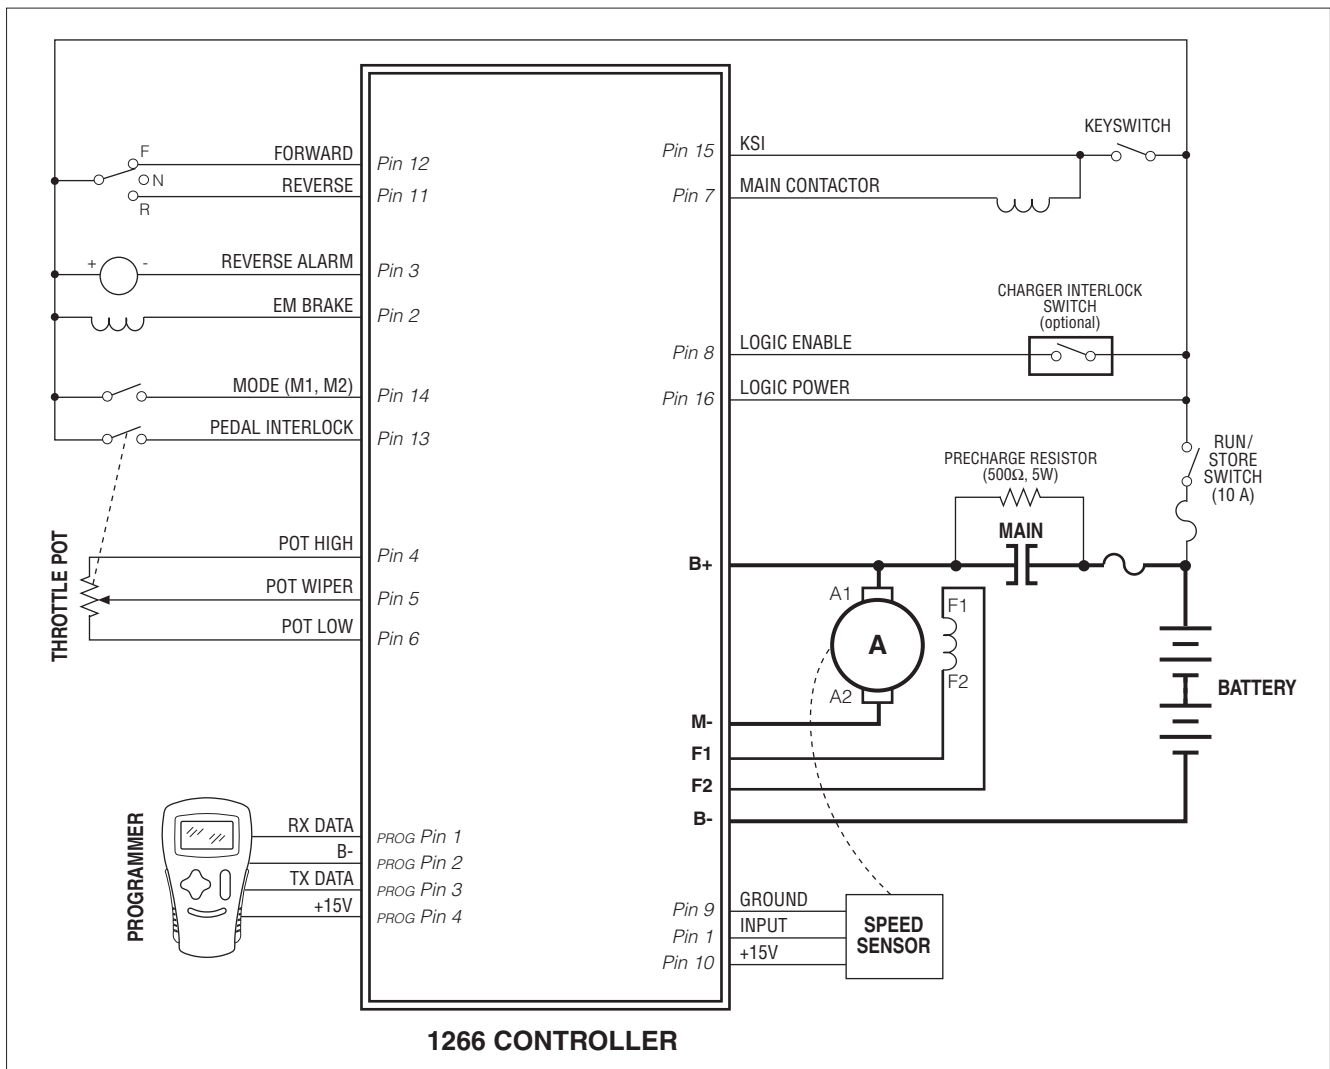 KEYSWITCH
F
N
R
FORWARD
REVERSE
Pin 12
Pin 11
Pin 15
Pin 7
KSI
MAIN CONTACTOR
+
-
REVERSE ALARM
EM BRAKE
Pin 3
Pin 2
CHARGER INTERLOCK
SWITCH
(optional)
Pin 8
Pin 16
LOGIC ENABLE
LOGIC POWER
MODE (M1, M2)
PEDAL INTERLOCK
Pin 14
Pin 13
RUN/
STORE
SWITCH
(10 A)
PRECHARGE RESISTOR
(500Ω, 5W)
MAIN
THROTTLE POT
POT HIGH
POT WIPER
POT LOW
Pin 4
Pin 5
Pin 6
B+
A1
A
A2
F1
F2
BATTERY
M-
F1
F2
B-
PROGRAMMER
RX DATA
B-
TX DATA
+15V
PROG Pin 1
PROG Pin 2
PROG Pin 3
PROG Pin 4
Pin 9
Pin 1
Pin 10
GROUND
INPUT
+15V
SPEED
SENSOR
1266 CONTROLLER